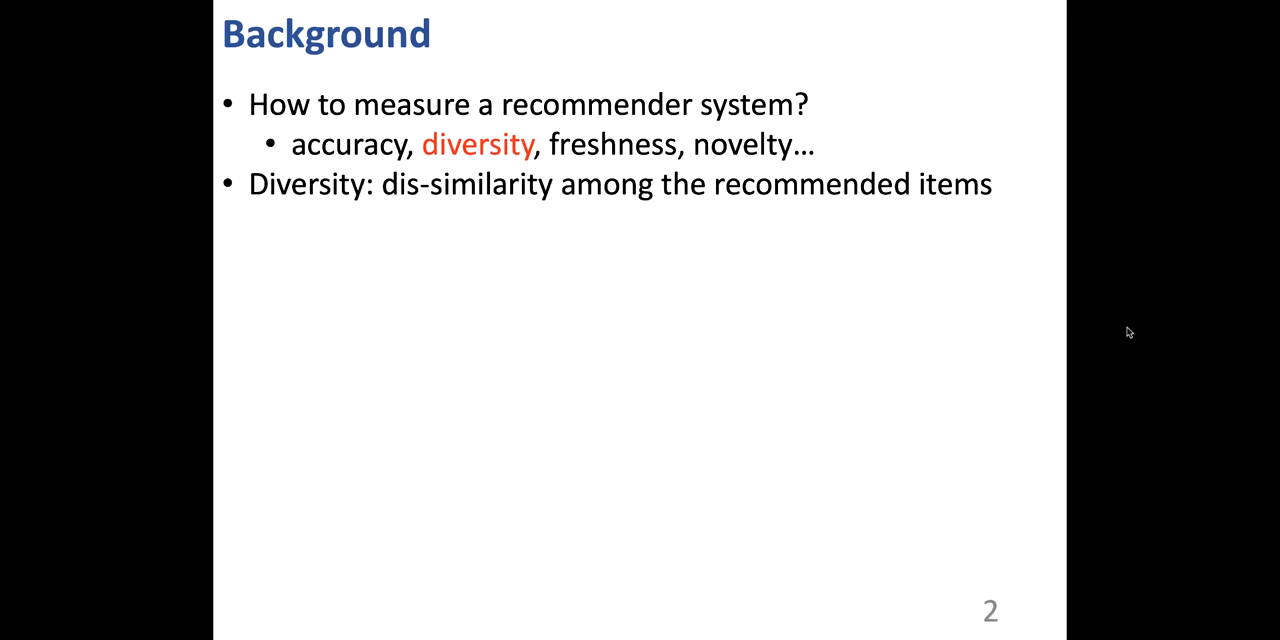 Background
• How to measure a recommender system?
• accuracy, diversity, freshness, novelty…
• Diversity: dis-similarity among the recommended items
2